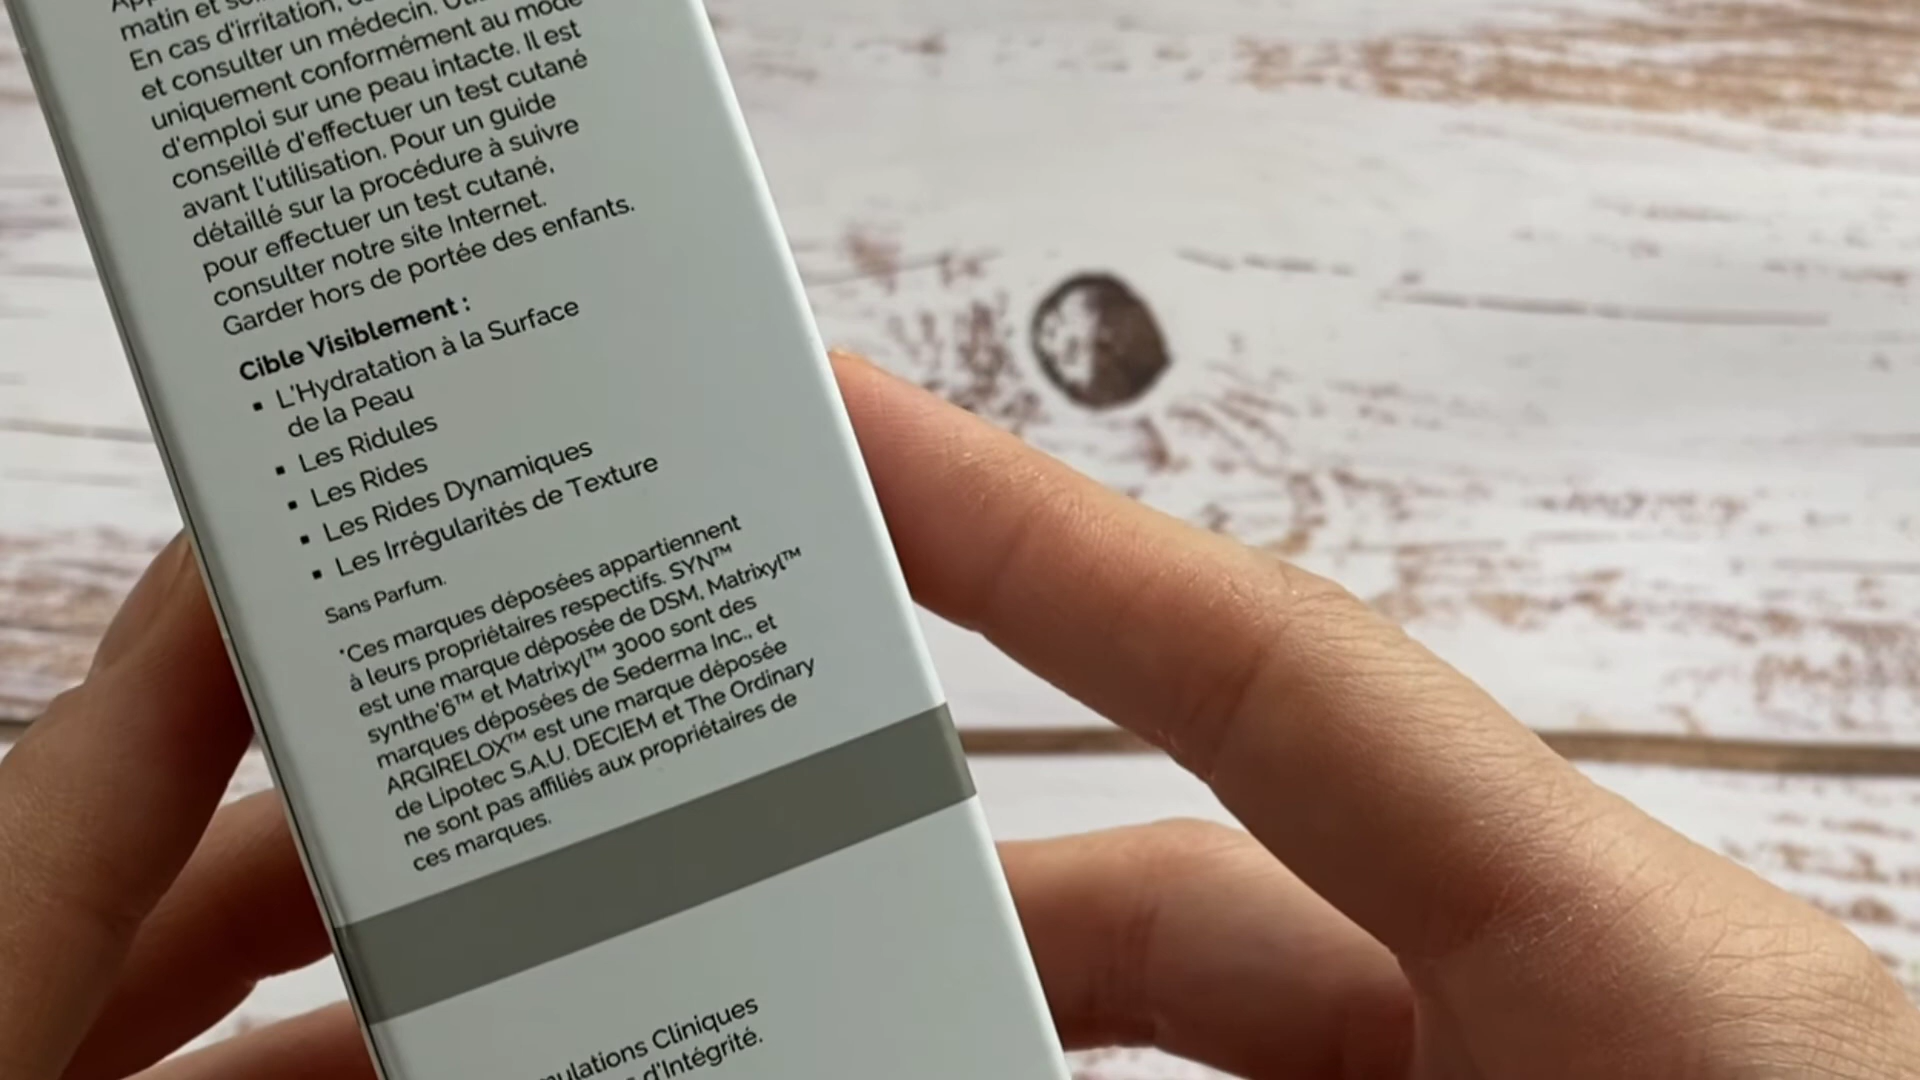 matin et
En cas d'irritation,
et consulter un médecin.
uniquement conformément au mode
d'emploi sur une peau intacte. Il est
conseillé d'effectuer un test cutané
avant l'utilisation. Pour un guide
détaillé sur la procédure à suivre
pour effectuer un test cutané,
consulter notre site Internet.
Garder hors de portée des enfants.
Cible Visiblement :
▪ L'Hydratation à la Surface
de la Peau
▪ Les Ridules
▪ Les Rides
▪ Les Rides Dynamiques
▪ Les Irrégularités de Texture
Sans Parfum.
*Ces marques déposées appartiennent
à leurs propriétaires respectifs. SYN™
est une marque déposée de DSM, Matrixyl™
synthe'6™ et Matrixyl™ 3000 sont des
marques déposées de Sederma Inc., et
ARGIRELOX™ est une marque déposée
de Lipotec S.A.U. DECIEM et The Ordinary
ne sont pas affiliés aux propriétaires de
ces marques.
Cliniques
d'Intégrité.